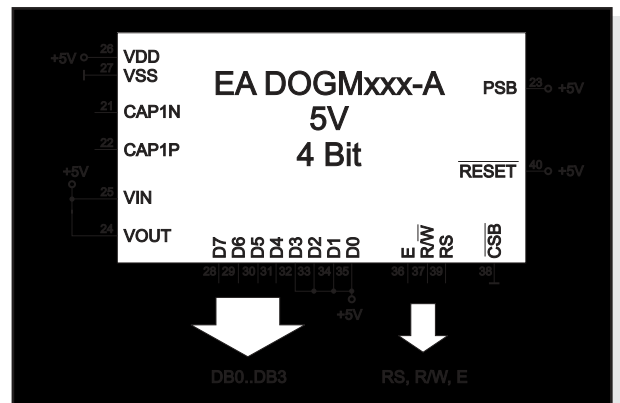 EA DOGMxxx-A
5V
4 Bit
+5V 26 VDD
27 VSS
21 CAP1N
22 CAP1P
+5V
25 VIN
24 VOUT
PSB 23 +5V
RESET 40 +5V
D7 D6 D5 D4 D3 D2 D1 D0
28 29 30 31 32 33 34 35
E R/W RS CSB
36 37 39 38
+5V
DB0..DB3
RS, R/W, E